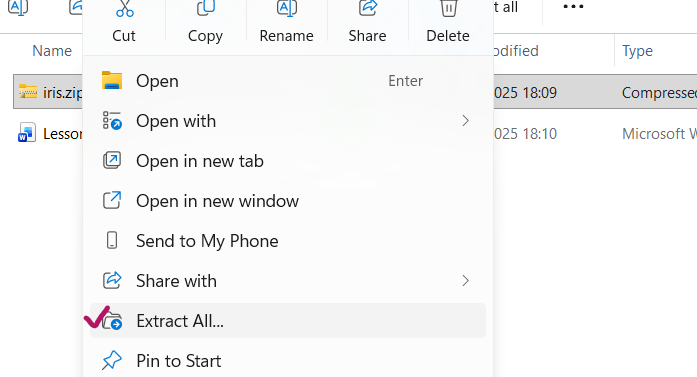 Cut Copy Rename Share Delete all
Name odified Type
iris.zip 025 18:09 Compressed
Lesson 025 18:10 Microsoft W
Open Enter
Open with
Open in new tab
Open in new window
Send to My Phone
Share with
Extract All...
Pin to Start